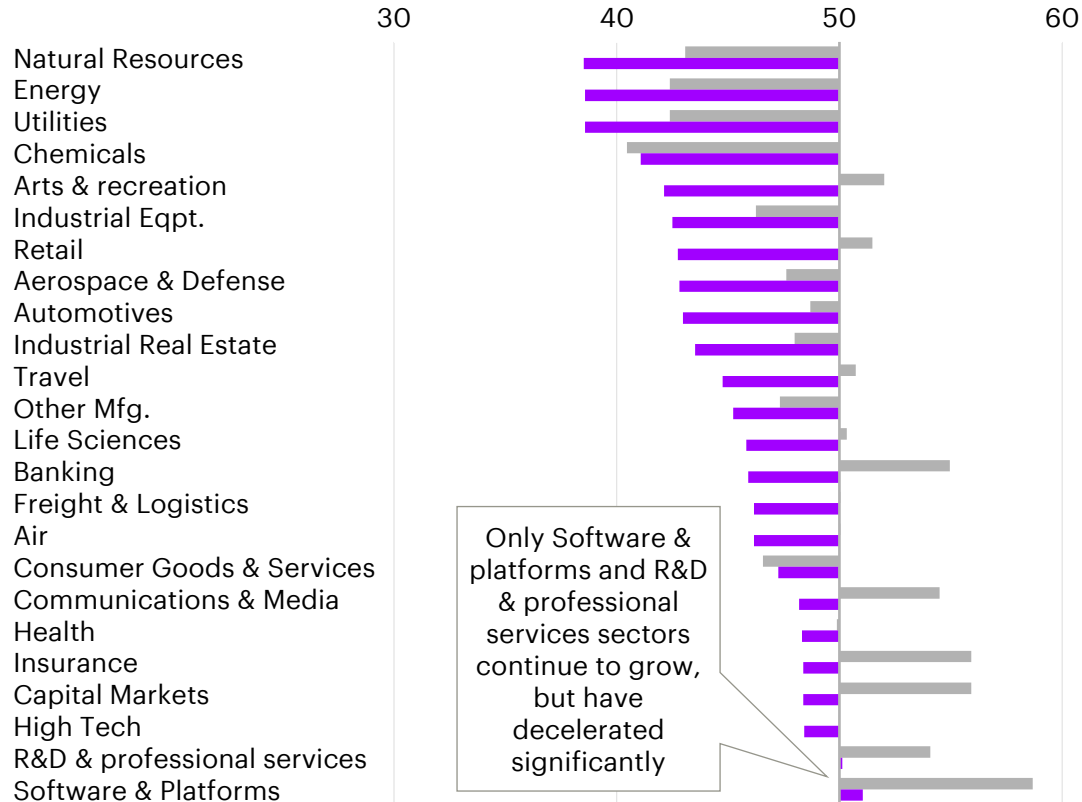 30 40 50 60
Natural Resources
Energy
Utilities
Chemicals
Arts & recreation
Industrial Eqpt.
Retail
Aerospace & Defense
Automotives
Industrial Real Estate
Travel
Other Mfg.
Life Sciences
Banking
Freight & Logistics
Air
Consumer Goods & Services
Communications & Media
Health
Insurance
Capital Markets
High Tech
R&D & professional services
Software & Platforms
Only Software &
platforms and R&D
& professional
services sectors
continue to grow,
but have
decelerated
significantly